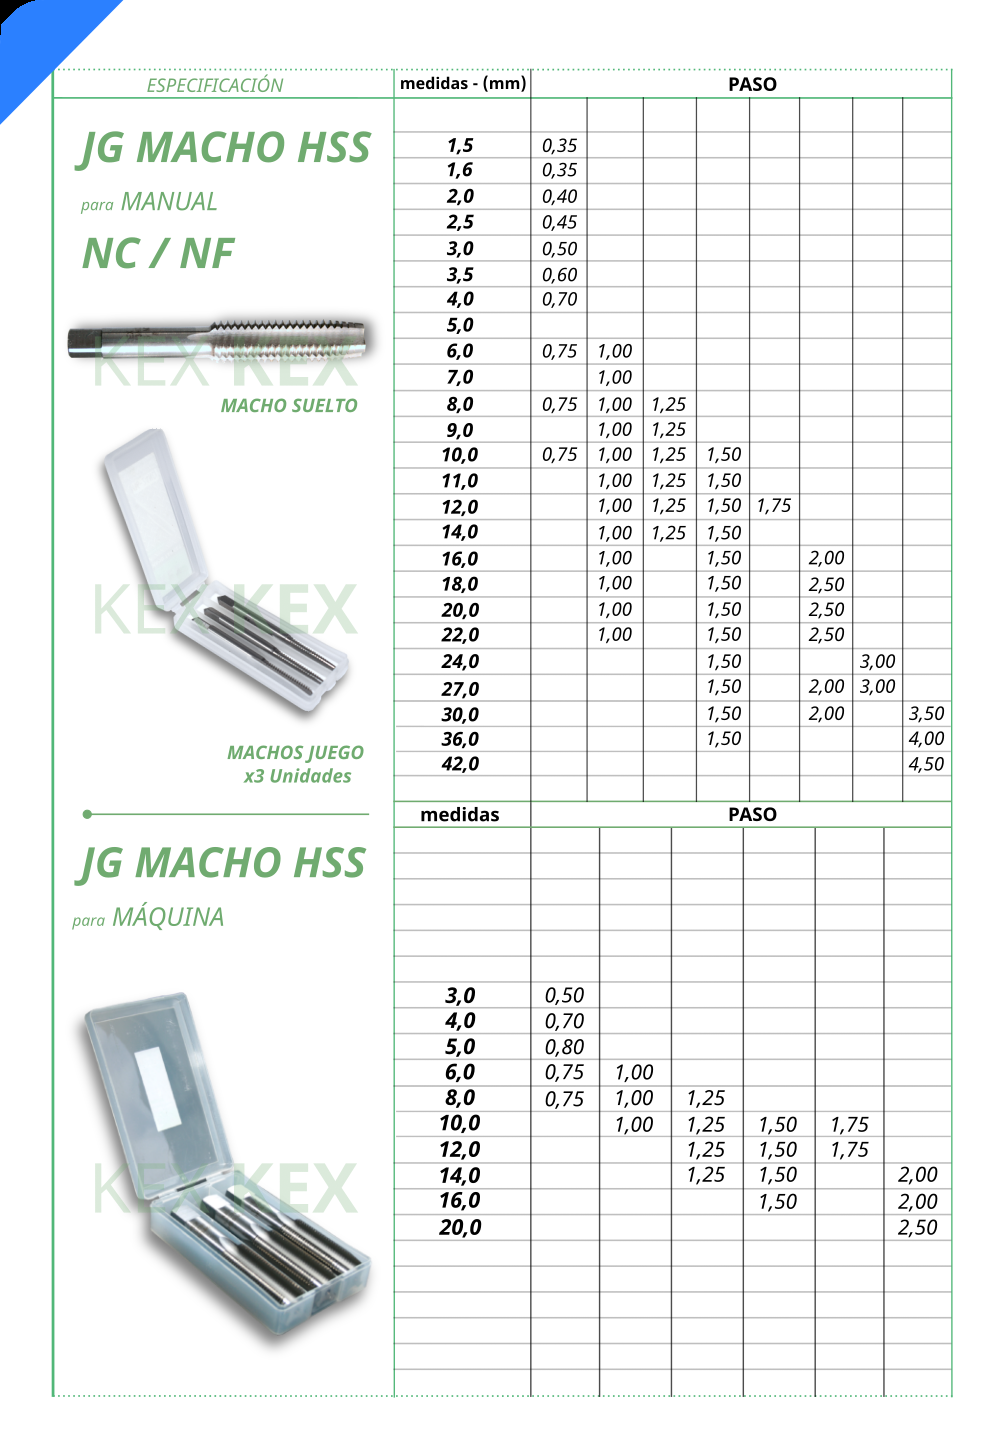 ESPECIFICACIÓN
medidas - (mm) PASO
JG MACHO HSS
para MANUAL
NC / NF
KEX KEX
MACHO SUELTO
KEX KEX
MACHOS JUEGO
x3 Unidades
1,5 0,35
1,6 0,35
2,0 0,40
2,5 0,45
3,0 0,50
3,5 0,60
4,0 0,70
5,0
6,0 0,75 1,00
7,0 1,00
8,0 0,75 1,00 1,25
9,0 1,00 1,25
10,0 0,75 1,00 1,25 1,50
11,0 1,00 1,25 1,50
12,0 1,00 1,25 1,50 1,75
14,0 1,00 1,25 1,50
16,0 1,00 1,50 2,00
18,0 1,00 1,50 2,50
20,0 1,00 1,50 2,50
22,0 1,00 1,50 2,50
24,0 1,50 3,00
27,0 1,50 2,00 3,00
30,0 1,50 2,00 3,50
36,0 1,50 4,00
42,0 4,50
medidas PASO
JG MACHO HSS
para MÁQUINA
KEX KEX
3,0 0,50
4,0 0,70
5,0 0,80
6,0 0,75 1,00
8,0 0,75 1,00 1,25
10,0 1,00 1,25 1,50 1,75
12,0 1,25 1,50 1,75
14,0 1,25 1,50 2,00
16,0 1,50 2,00
20,0 2,50